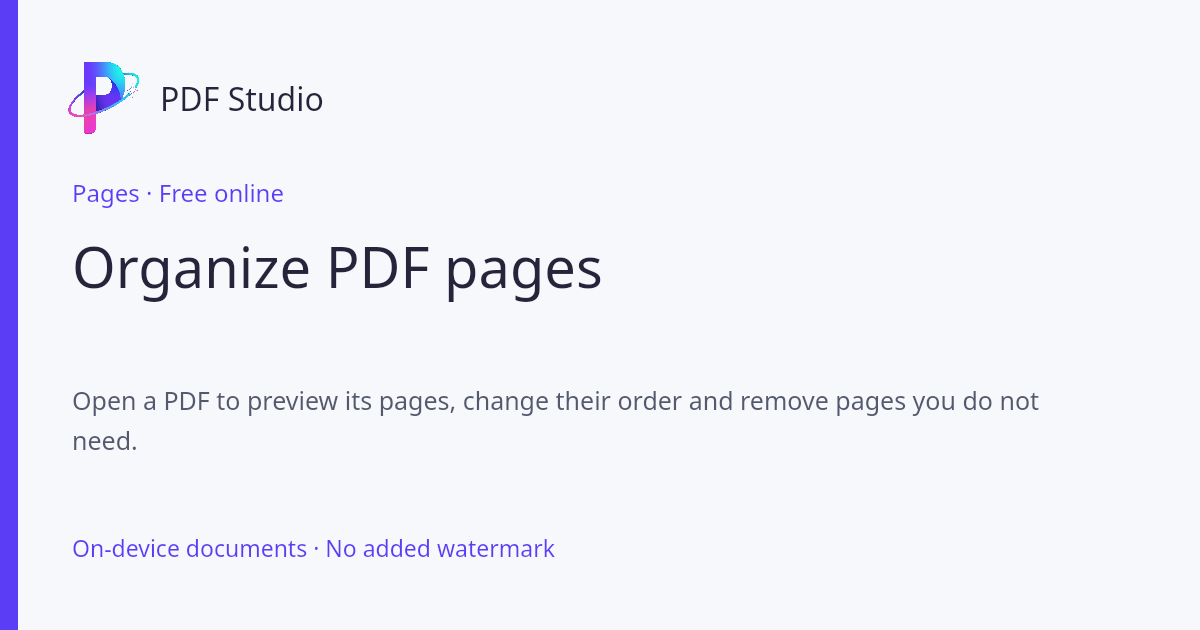 PDF Studio
Pages · Free online
Organize PDF pages
Open a PDF to preview its pages, change their order and remove pages you do not
need.
On-device documents · No added watermark